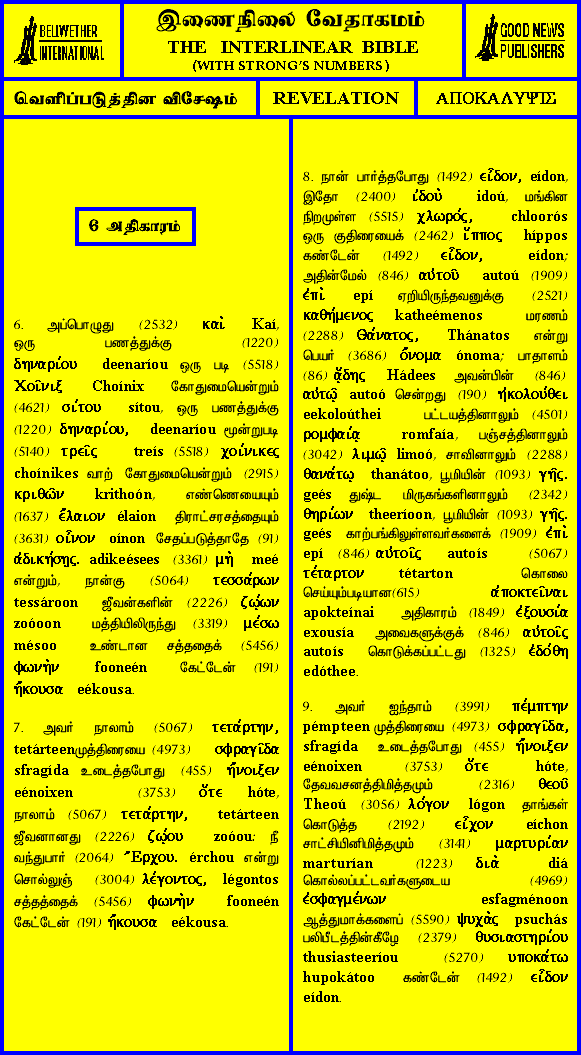 BELLWETHER
INTERNATIONAL
இணைநிலை வேதாகமம்
THE INTERLINEAR BIBLE
(WITH STRONG'S NUMBERS)
GOOD NEWS
PUBLISHERS
வெளிப்படுத்தின விசேஷம்
REVELATION
ΑΠΟΚΑΛΥΨΙΣ
6 அதிகாரம்
6. அப்பொழுது (2532) καὶ Kaí,
ஒரு பணத்துக்கு (1220)
δηναρίου deenaríou ஒரு படி (5518)
Χοῖνιξ Choínix கோதுமையென்றும்
(4621) σίτου sítou, ஒரு பணத்துக்கு
(1220) δηναρίου, deenaríou மூன்றுபடி
(5140) τρεῖς treís (5518) χοίνικες
choínikes வாற் கோதுமையென்றும் (2915)
κριθῶν krithoón, எண்ணெயையும்
(1637) ἔλαιον élaion திராட்சரசத்தையும்
(3631) οἶνον oínon சேதப்படுத்தாதே (91)
ἀδικήσῃς. adikeésees (3361) μὴ meé
என்றும், நான்கு (5064) τεσσάρων
tessároon ஜீவன்களின் (2226) ζῴων
zoóoon மத்தியிலிருந்து (3319) μέσω
mésoo உண்டான சத்ததை (5456)
φωνὴν fooneén கேட்டேன் (191)
ἤκουσα eékousa.
7. அவர் நாலாம் (5067) τετάρτην,
tetárteenமுத்திரையை (4973) σφραγῖδα
sfragída உடைத்தபோது (455) ἤνοιξεν
eénoixen (3753) ὅτε hóte,
நாலாம் (5067) τετάρτην, tetárteen
ஜீவனானது (2226) ζῴου zoóou; நீ
வந்துபார் (2064) Ἔρχου. érchou என்று
சொல்லுஞ் (3004) λέγοντος, légontos
சத்தத்தைக் (5456) φωνὴν fooneén
கேட்டேன் (191) ἤκουσα eékousa.
8. நான் பார்த்தபோது (1492) εἶδον, eídon,
இதோ (2400) ἰδοὺ idoú, மங்கின
நிறமுள்ள (5515) χλωρός, chloorós
ஒரு குதிரையைக் (2462) ἵππος híppos
கண்டேன் (1492) εἶδον, eídon;
அதின்மேல் (846) αὐτοῦ autoú (1909)
ἐπὶ epí ஏறியிருந்தவனுக்கு (2521)
καθήμενος katheémenos மரணம்
(2288) Θάνατος, Thánatos என்று
பெயர் (3686) ὄνομα ónoma; பாதாளம்
(86) ᾅδης Hádees அவன்பின் (846)
αὐτῷ autoó சென்றது (190) ἠκολούθει
eekoloúthei பட்டயத்தினாலும் (4501)
ρομφαίᾳ romfaía, பஞ்சத்தினாலும்
(3042) λιμῷ limoó, சாவினாலும் (2288)
θανάτῳ thanátoo, பூமியின் (1093) γῆς.
geés துஷ்ட மிருகங்களினாலும் (2342)
θηρίων theeríoon, பூமியின் (1093) γῆς.
geés காற்பங்கிலுள்ளவர்களைக் (1909) ἐπὶ
epí (846) αὐτοῖς autoís (5067)
τέταρτον tétarton கொலை
செய்யும்படியான(615) ἀποκτεῖναι
apokteínai அதிகாரம் (1849) ἐξουσία
exousía அவைகளுக்குக் (846) αὐτοῖς
autoís கொடுக்கப்பட்டது (1325) ἐδόθη
edóthee.
9. அவர் ஐந்தாம் (3991) πέμπτην
pémpteen முத்திரையை (4973) σφραγῖδα,
sfragída உடைத்தபோது (455) ἤνοιξεν
eénoixen (3753) ὅτε hóte,
தேவவசனத்திமித்தமும் (2316) θεοῦ
Theoú (3056) λόγον lógon தாங்கள்
கொடுத்த (2192) εἶχον eíchon
சாட்சியினிமித்தமும் (3141) μαρτυρίαν
marturían (1223) διὰ diá
கொல்லப்பட்டவர்களுடைய (4969)
ἐσφαγμένων esfagménoon
ஆத்துமாக்களைப் (5590) ψυχὰς psuchás
பலிபீடத்தின்கீழே (2379) θυσιαστηρίου
thusiasteeríou (5270) υποκάτω
hupokátoo கண்டேன் (1492) εἶδον
eídon.